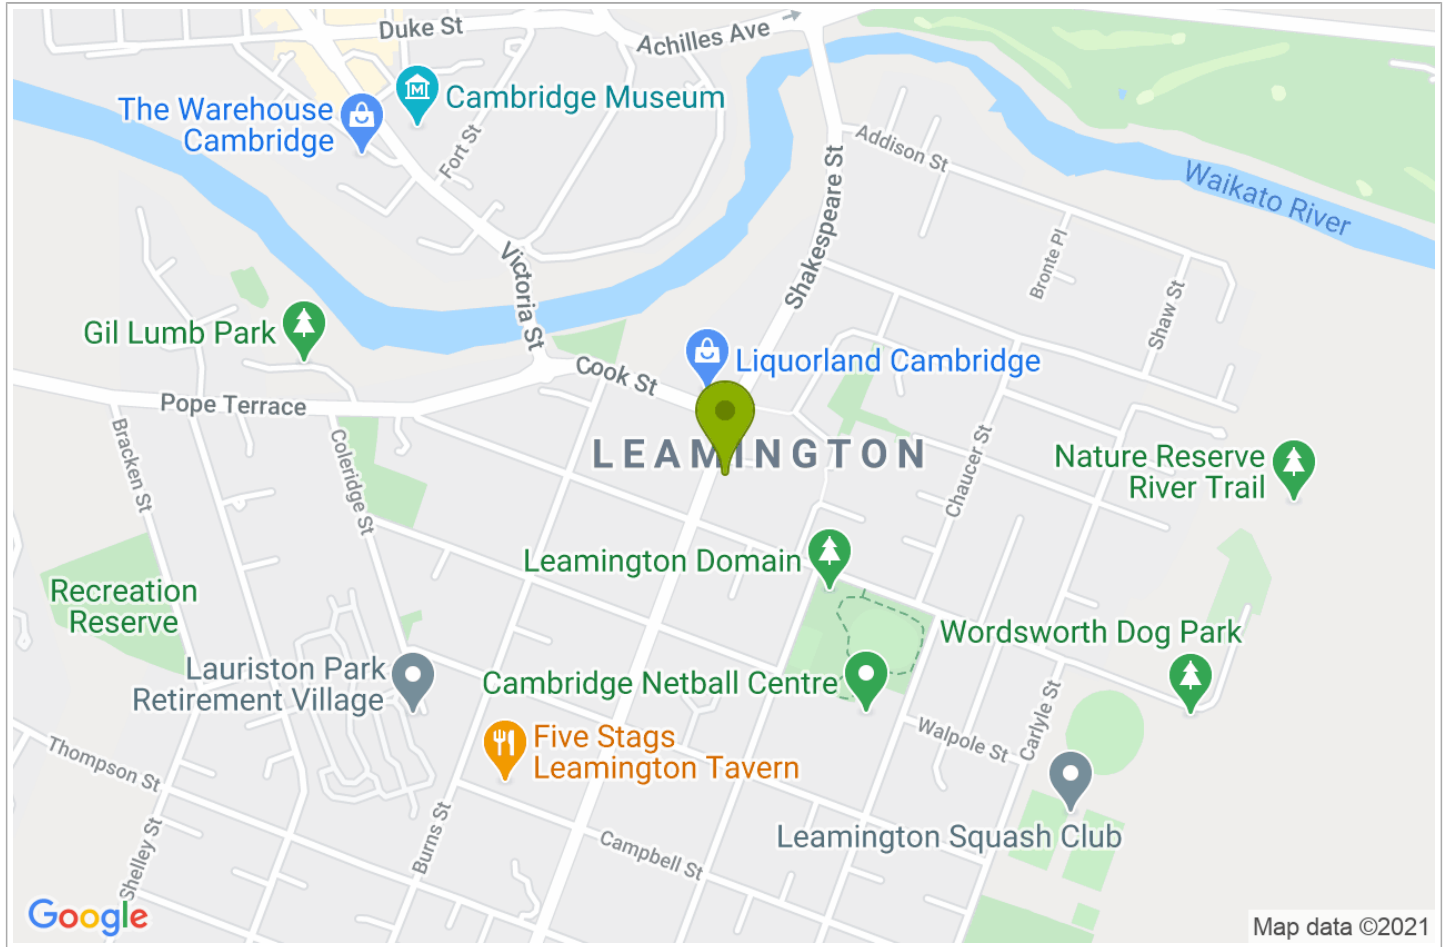 Duke St
Achilles Ave
The Warehouse
Cambridge
Cambridge Museum
Fort St
Addison St
Waikato River
Shakespeare St
Victoria St
Bronte Pl
Shaw St
Gil Lumb Park
Liquorland Cambridge
Cook St
Pope Terrace
Bracken St
Coleridge St
LEAMINGTON
Chaucer St
Nature Reserve
River Trail
Leamington Domain
Recreation
Reserve
Wordsworth Dog Park
Lauriston Park
Retirement Village
Cambridge Netball Centre
Carlyle St
Walpole St
Five Stags
Leamington Tavern
Thompson St
Burns St
Shelley St
Campbell St
Leamington Squash Club
Google
Map data ©2021